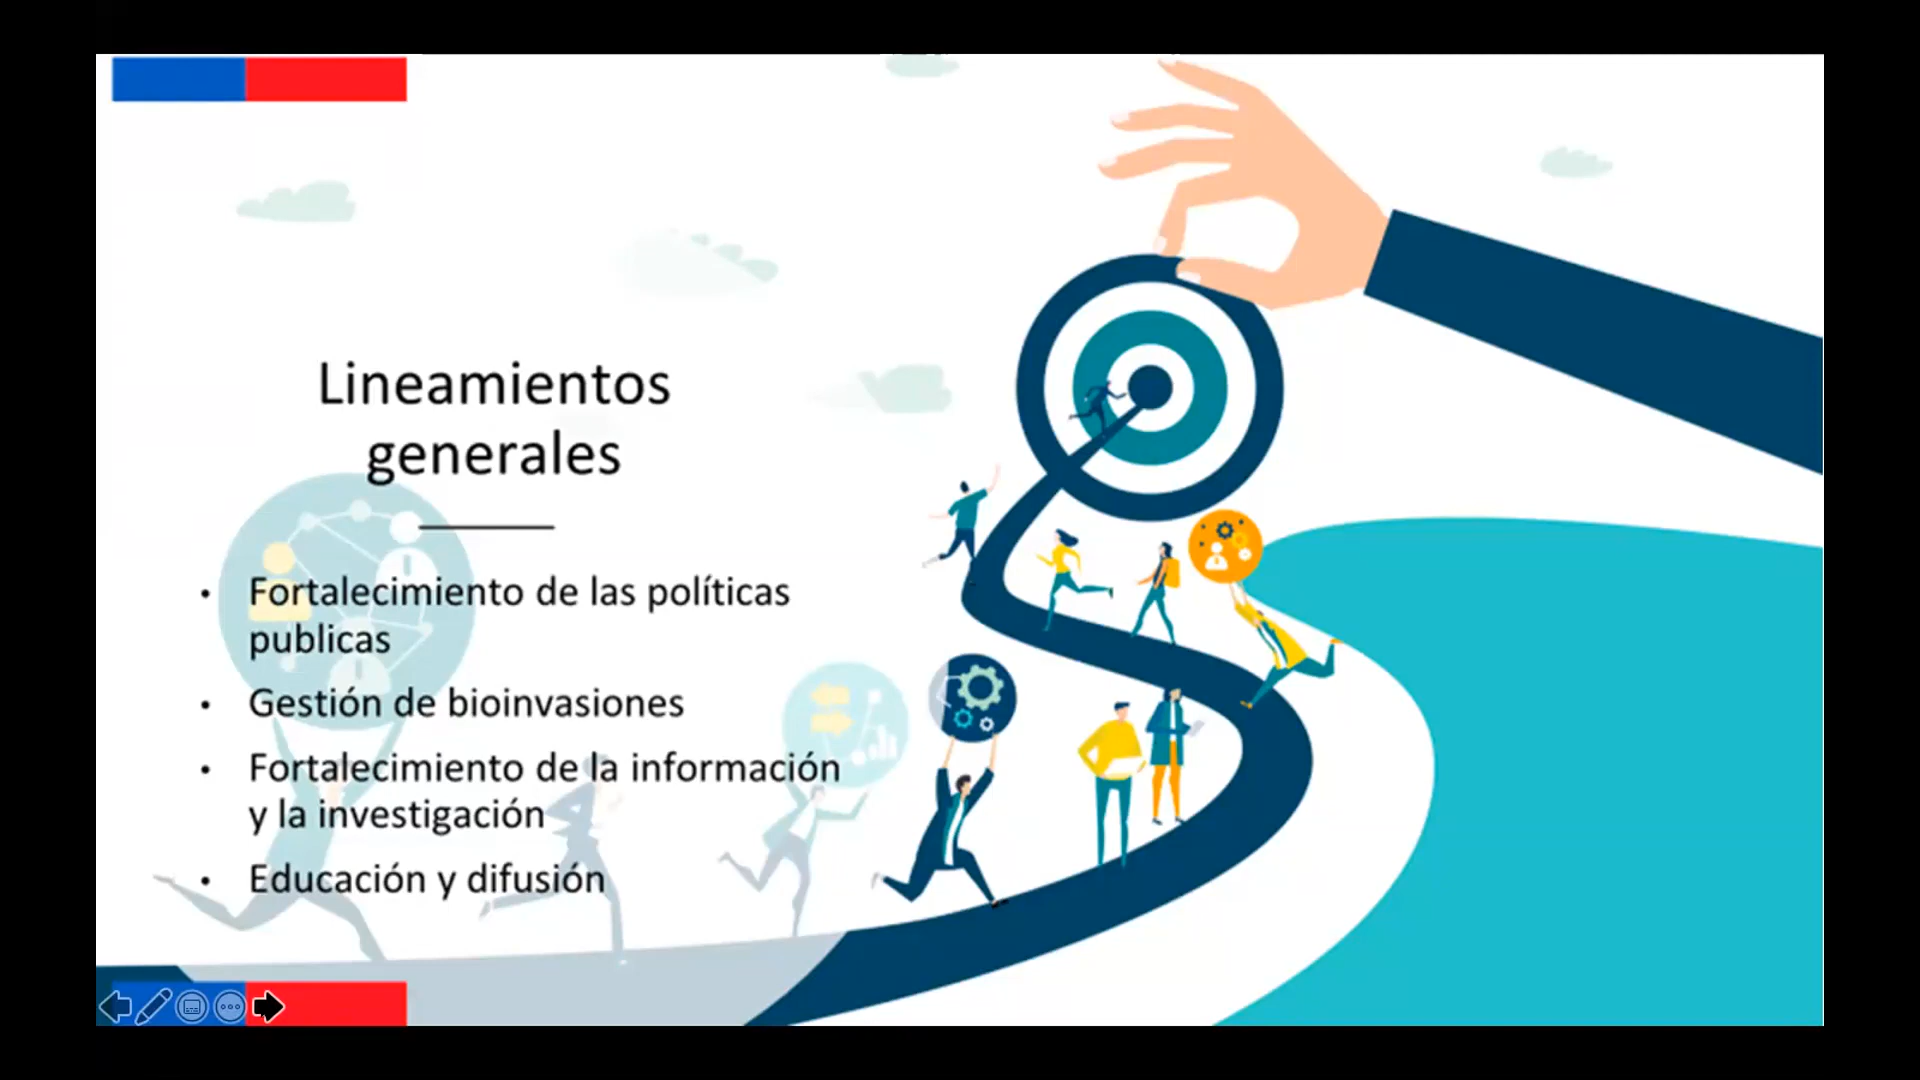 Lineamientos
generales
• Fortalecimiento de las políticas
publicas
• Gestión de bioinvasiones
• Fortalecimiento de la información
y la investigación
• Educación y difusión